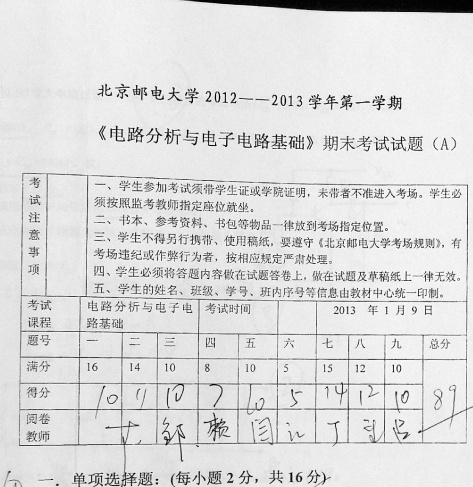 北京邮电大学 2012——2013 学年第一学期
《电路分析与电子电路基础》期末考试试题（A）
考试注意事项
一、学生参加考试须带学生证或学院证明，未带者不准进入考场。学生必
须按照监考教师指定座位就坐。
二、书本、参考资料、书包等物品一律放到考场指定位置。
三、学生不得另行携带、使用稿纸，要遵守《北京邮电大学考场规则》，有
考场违纪或作弊行为者，按相应规定严肃处理。
四、学生必须将答题内容做在试题答卷上，做在试题及草稿纸上一律无效。
五、学生的姓名、班级、学号、班内序号等信息由教材中心统一印制。
考试课程 电路分析与电子电路基础 考试时间 2013 年 1 月 9 日
题号 一 二 三 四 五 六 七 八 九 总分
满分 16 14 10 8 10 5 15 12 10
得分 10 11 10 7 10 5 14 12 10 89
阅卷教师 邹 赖
一．单项选择题：(每小题 2 分，共 16 分)